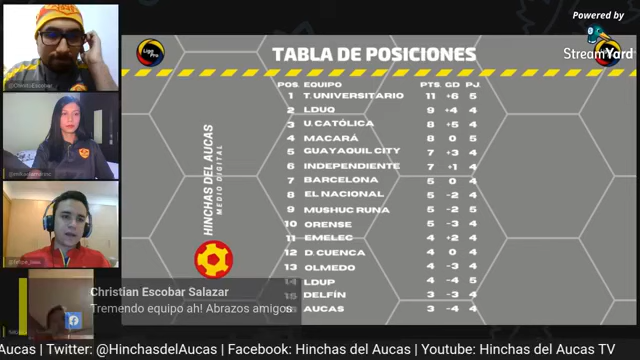 Powered by
StreamYard
Liga
Pro
TABLA DE POSICIONES
POS. EQUIPO PTS. GD PJ.
1 T. UNIVERSITARIO 11 +6 5
2 LDUQ 9 +4 4
3 U. CATÓLICA 8 +5 4
4 MACARÁ 8 0 5
5 GUAYAQUIL CITY 7 +3 4
6 INDEPENDIENTE 7 +1 4
7 BARCELONA 5 0 4
8 EL NACIONAL 5 -2 4
9 MUSHUC RUNA 5 -2 5
10 ORENSE 5 -3 4
11 EMELEC 4 +2 4
12 D. CUENCA 4 0 4
13 OLMEDO 4 -3 4
14 LDUP 4 -4 5
15 DELFÍN 3 -3 4
AUCAS 3 -4 4
HINCHAS DEL AUCAS
MEDIO DIGITAL
Christian Escobar Salazar
Tremendo equipo ah! Abrazos amigos
Aucas | Twitter: @HinchasdelAucas | Facebook: Hinchas del Aucas | Youtube: Hinchas del Aucas TV